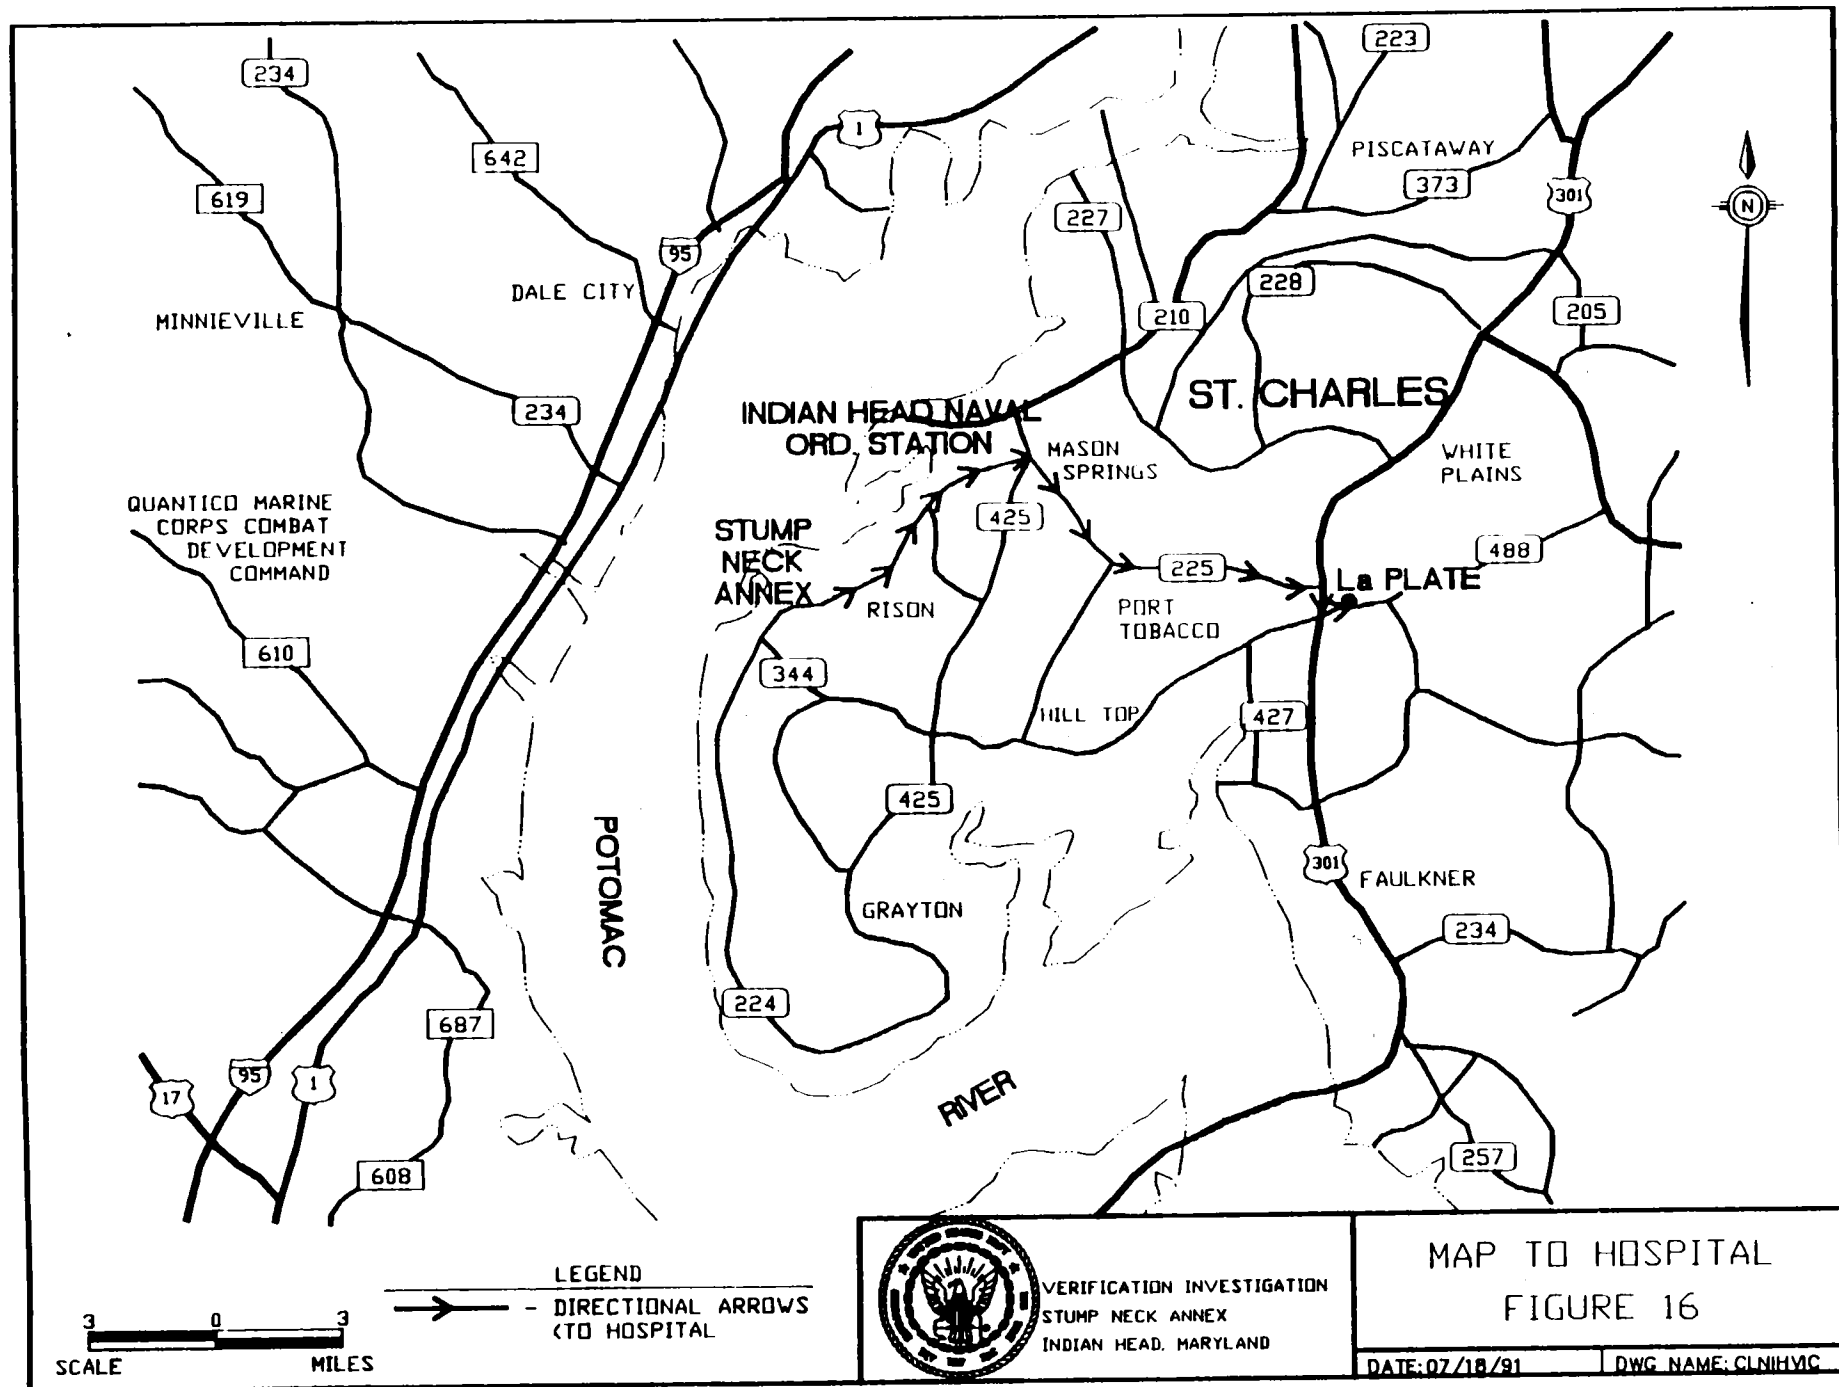 234
223
1
642
PISCATAWAY
373
619
301
227
95
DALE CITY
228
MINNIEVILLE
210
205
ST. CHARLES
234
INDIAN HEAD NAVAL
ORD. STATION
MASON
SPRINGS
WHITE
PLAINS
QUANTICO MARINE
CORPS COMBAT
DEVELOPMENT
COMMAND
425
STUMP
NECK
ANNEX
488
225
La PLATE
RISON
PORT
TOBACCO
610
344
HILL TOP
427
425
POTOMAC
301
FAULKNER
GRAYTON
234
224
687
95
1
17
RIVER
257
608
N
LEGEND
- DIRECTIONAL ARROWS
(TO HOSPITAL
3 0 3
SCALE MILES
VERIFICATION INVESTIGATION
STUMP NECK ANNEX
INDIAN HEAD, MARYLAND
MAP TO HOSPITAL
FIGURE 16
DATE: 07/18/91
DWG NAME: CLNIHVIC